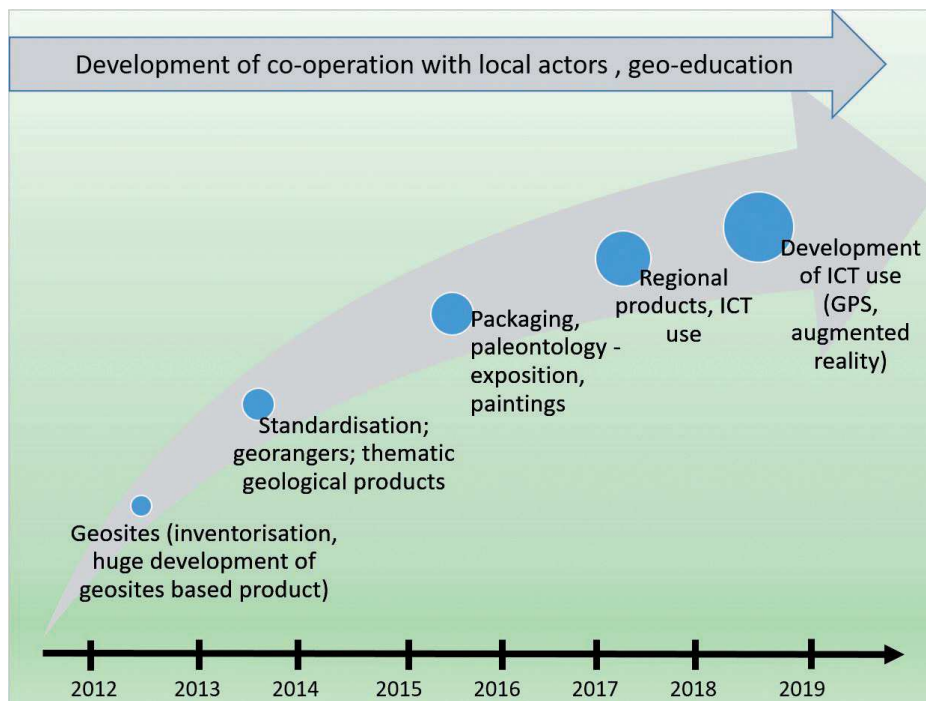 Development of co-operation with local actors , geo-education
Development
of ICT use
(GPS,
augmented
reality)
Regional
products, ICT
use
Packaging,
paleontology -
exposition,
paintings
Standardisation;
georangers; thematic
geological products
Geosites (inventorisation,
huge development of
geosites based product)
2012 2013 2014 2015 2016 2017 2018 2019